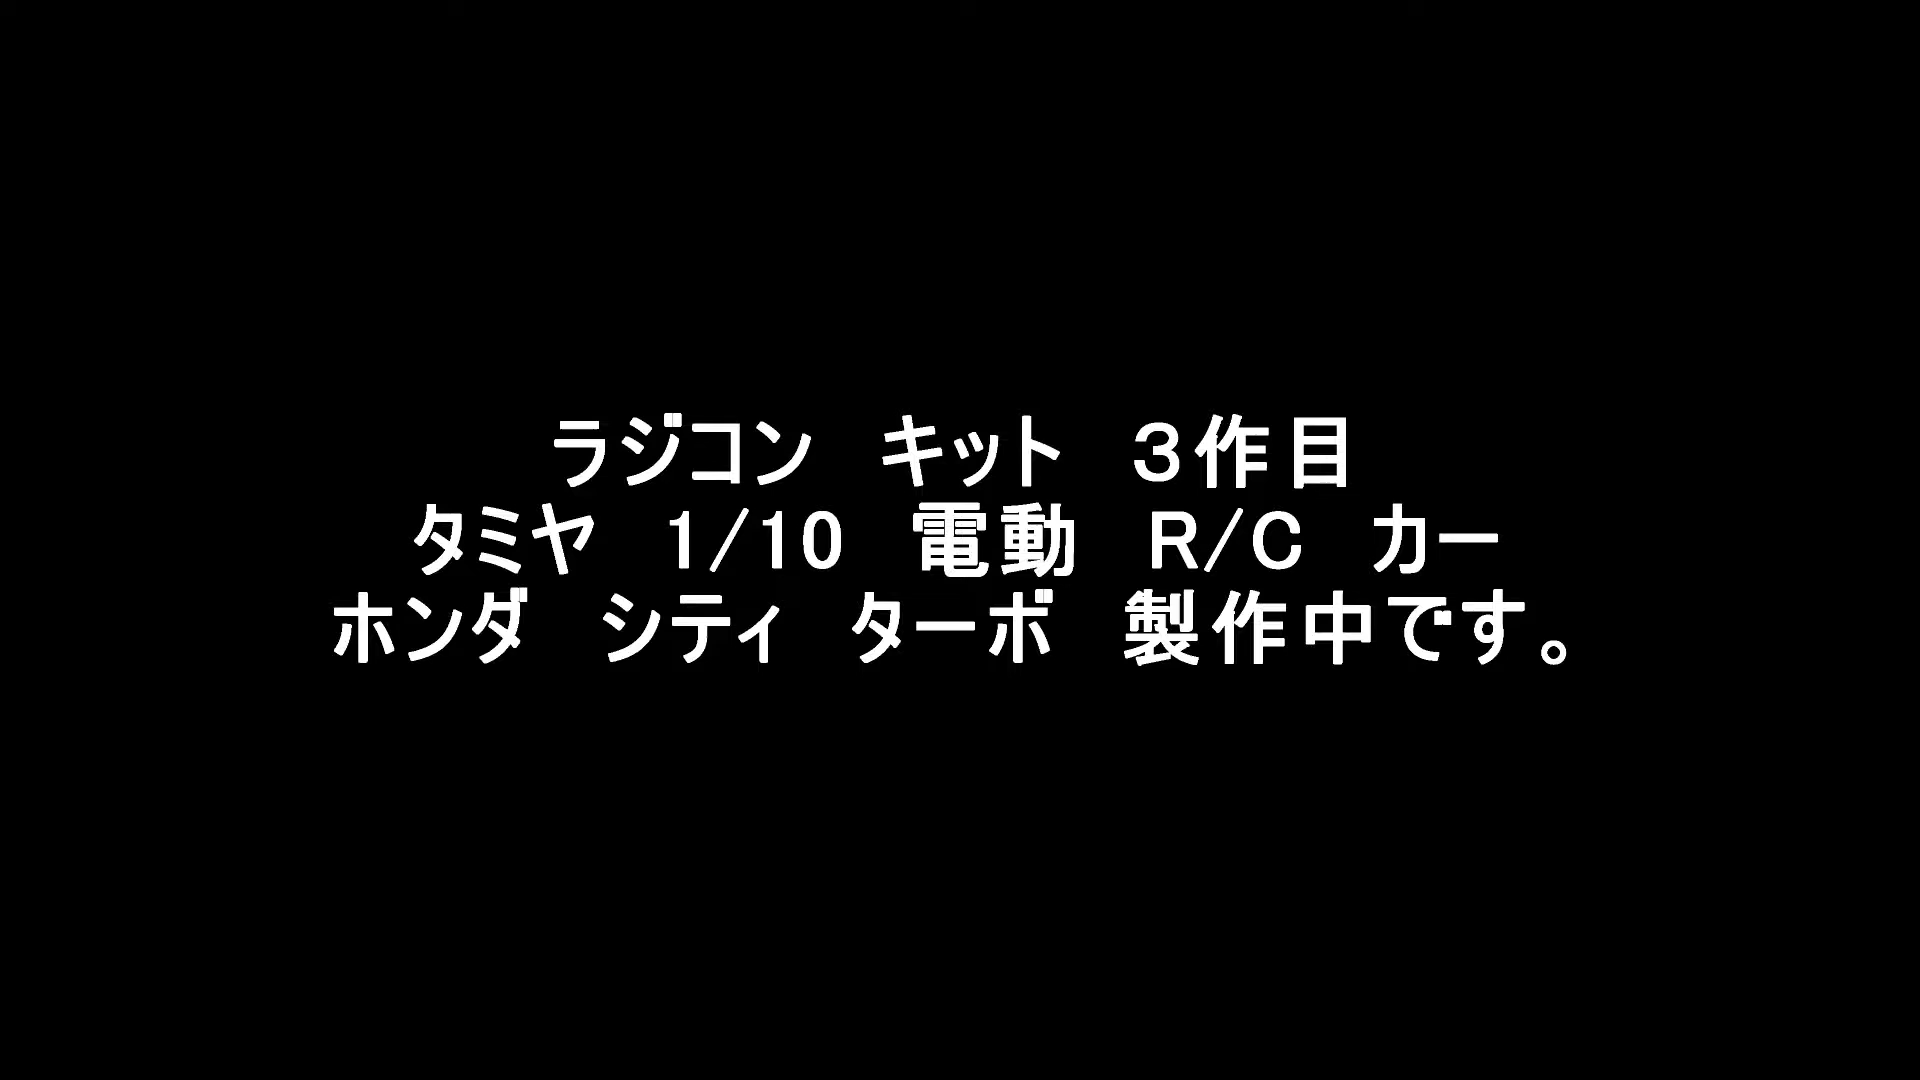 ラジコン　キット　３作目
タミヤ　1/10　電動　R/C　カー
ホンダ　シティ　ターボ　製作中です。